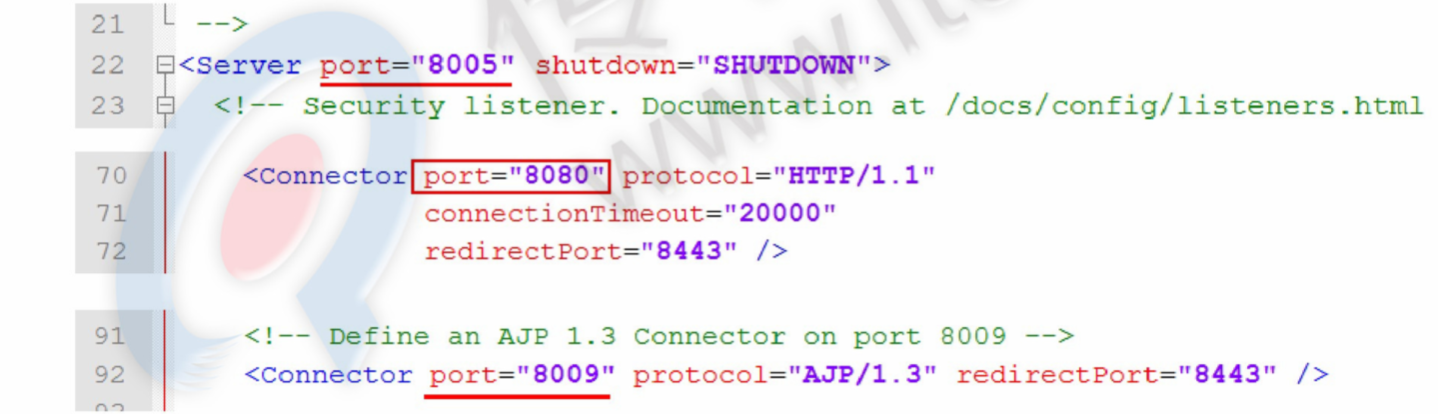 21 -->
22 <Server port="8005" shutdown="SHUTDOWN">
23 <!-- Security listener. Documentation at /docs/config/listeners.html
70 <Connector port="8080" protocol="HTTP/1.1"
71 connectionTimeout="20000"
72 redirectPort="8443" />
91 <!-- Define an AJP 1.3 Connector on port 8009 -->
92 <Connector port="8009" protocol="AJP/1.3" redirectPort="8443" />